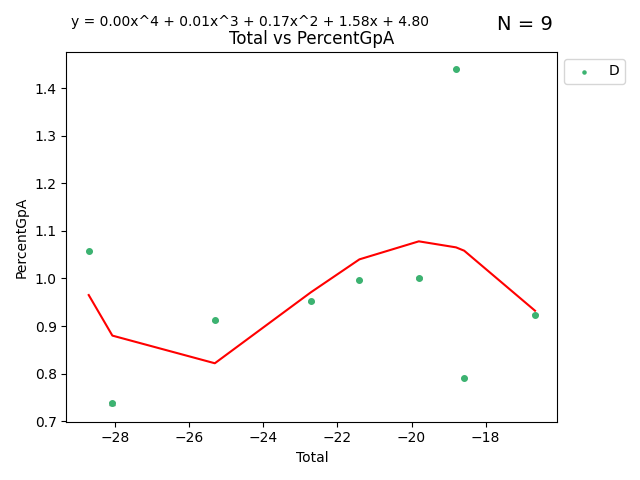 y = 0.00x^4 + 0.01x^3 + 0.17x^2 + 1.58x + 4.80
N = 9
Total vs PercentGpA
D
PercentGpA
1.4
1.3
1.2
1.1
1.0
0.9
0.8
0.7
−28 −26 −24 −22 −20 −18
Total